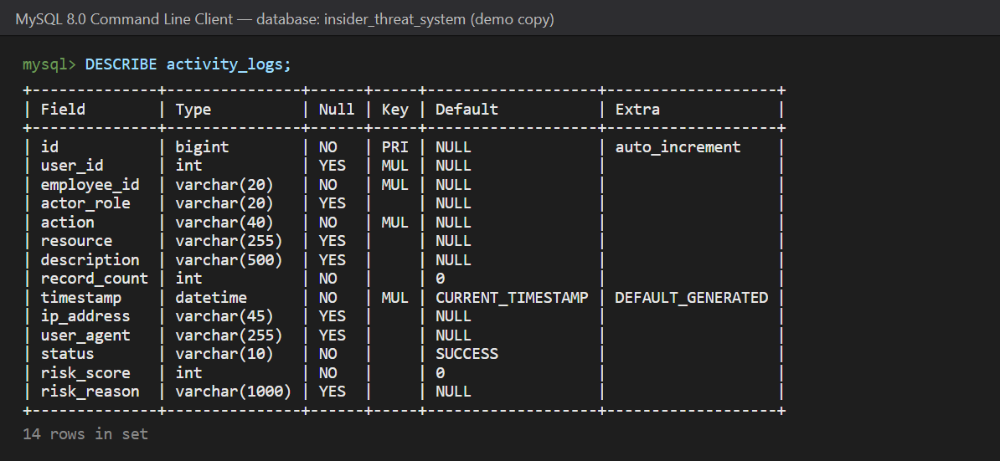 MySQL 8.0 Command Line Client — database: insider_threat_system (demo copy)
mysql> DESCRIBE activity_logs;
+--------------+---------------+------+-----+-------------------+-------------------+
| Field        | Type          | Null | Key | Default           | Extra             |
+--------------+---------------+------+-----+-------------------+-------------------+
| id           | bigint        | NO   | PRI | NULL              | auto_increment    |
| user_id      | int           | YES  | MUL | NULL              |                   |
| employee_id  | varchar(20)   | NO   | MUL | NULL              |                   |
| actor_role   | varchar(20)   | YES  |     | NULL              |                   |
| action       | varchar(40)   | NO   | MUL | NULL              |                   |
| resource     | varchar(255)  | YES  |     | NULL              |                   |
| description  | varchar(500)  | YES  |     | NULL              |                   |
| record_count | int           | NO   |     | 0                 |                   |
| timestamp    | datetime      | NO   | MUL | CURRENT_TIMESTAMP | DEFAULT_GENERATED |
| ip_address   | varchar(45)   | YES  |     | NULL              |                   |
| user_agent   | varchar(255)  | YES  |     | NULL              |                   |
| status       | varchar(10)   | NO   |     | SUCCESS           |                   |
| risk_score   | int           | NO   |     | 0                 |                   |
| risk_reason  | varchar(1000) | YES  |     | NULL              |                   |
+--------------+---------------+------+-----+-------------------+-------------------+
14 rows in set